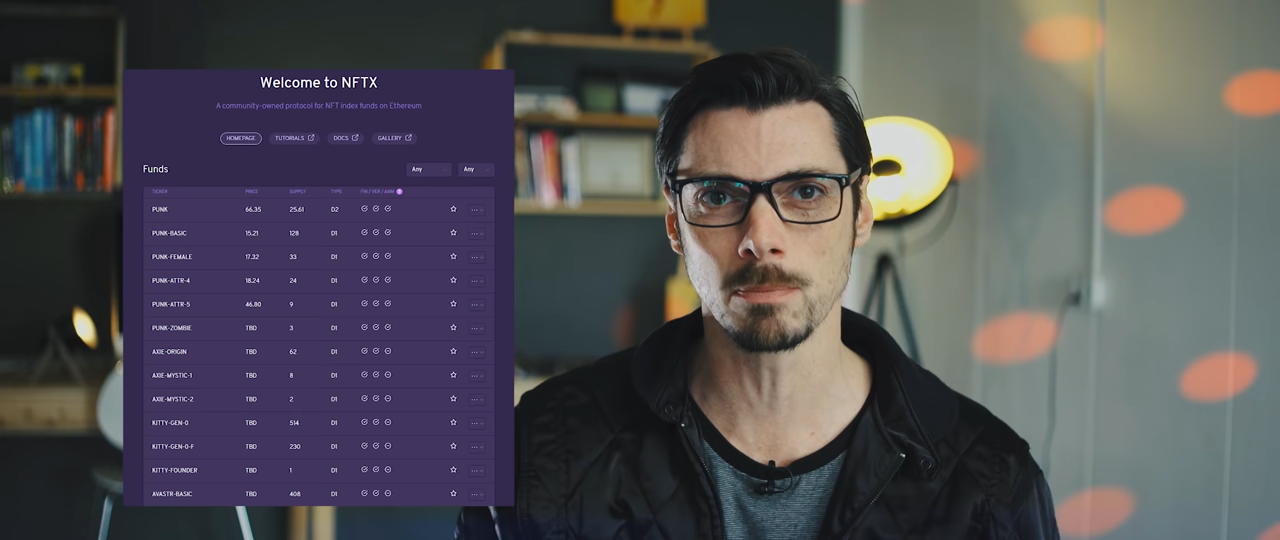 Welcome to NFTX
A community-owned protocol for NFT index funds on Ethereum
HOMEPAGE TUTORIALS DOCS GALLERY
Funds Any Any
TICKER PRICE SUPPLY TYPE FIN / VER / AMM
PUNK 66.35 25.61 D2
PUNK-BASIC 15.21 128 D1
PUNK-FEMALE 17.32 33 D1
PUNK-ATTR-4 18.24 24 D1
PUNK-ATTR-5 46.80 9 D1
PUNK-ZOMBIE TBD 3 D1
AXIE-ORIGIN TBD 62 D1
AXIE-MYSTIC-1 TBD 8 D1
AXIE-MYSTIC-2 TBD 2 D1
KITTY-GEN-0 TBD 514 D1
KITTY-GEN-0-F TBD 230 D1
KITTY-FOUNDER TBD 1 D1
AVASTR-BASIC TBD 408 D1